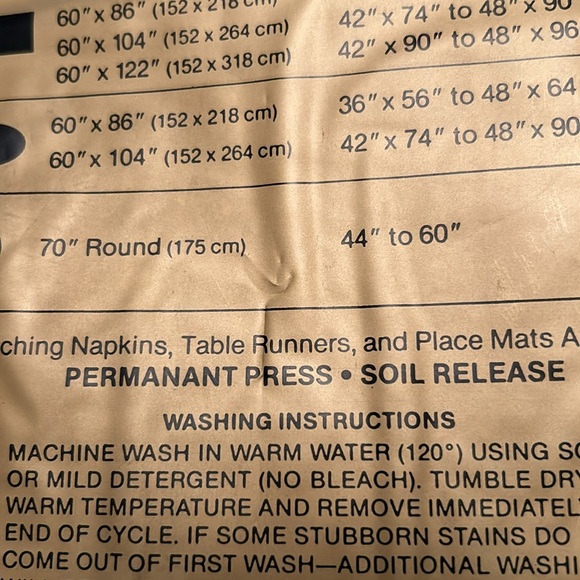 60" x 86" (152 x 218 cm) 42" x 74" to 48" x 90
60" x 104" (152 x 264 cm) 42" x 90" to 48" x 96
60" x 122" (152 x 318 cm)
60" x 86" (152 x 218 cm) 36" x 56" to 48" x 64
60" x 104" (152 x 264 cm) 42" x 74" to 48" x 90
70" Round (175 cm) 44" to 60"
ching Napkins, Table Runners, and Place Mats A
PERMANANT PRESS • SOIL RELEASE
WASHING INSTRUCTIONS
MACHINE WASH IN WARM WATER (120°) USING SO
OR MILD DETERGENT (NO BLEACH). TUMBLE DRY
WARM TEMPERATURE AND REMOVE IMMEDIATEL
END OF CYCLE. IF SOME STUBBORN STAINS DO
COME OUT OF FIRST WASH—ADDITIONAL WASHI